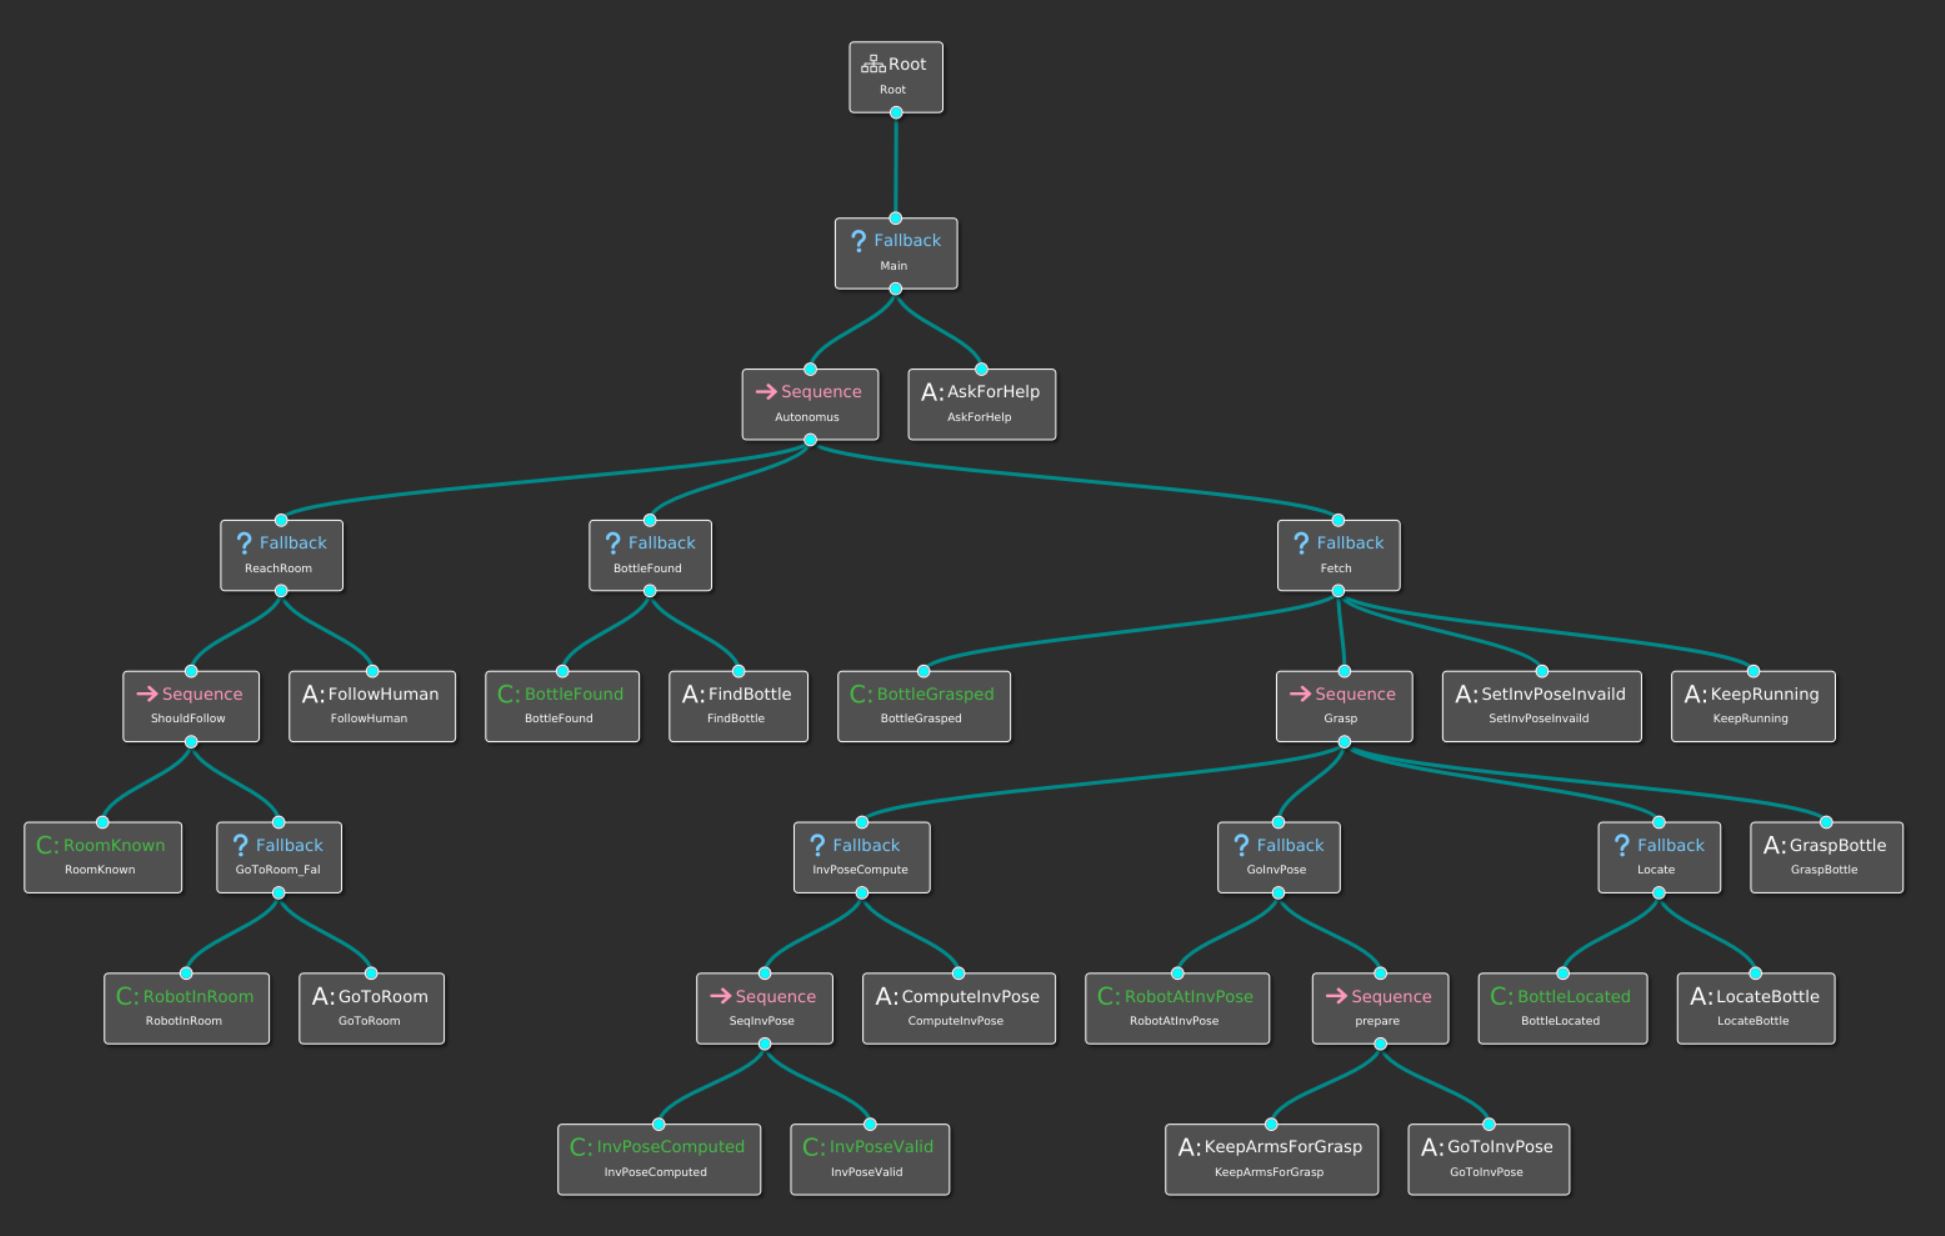 Root
Root
? Fallback
Main
→ Sequence
Autonomus
A: AskForHelp
AskForHelp
? Fallback
ReachRoom
? Fallback
BottleFound
? Fallback
Fetch
→ Sequence
ShouldFollow
A: FollowHuman
FollowHuman
C: BottleFound
BottleFound
A: FindBottle
FindBottle
C: BottleGrasped
BottleGrasped
→ Sequence
Grasp
A: SetInvPoseInvaild
SetInvPoseInvaild
A: KeepRunning
KeepRunning
C: RoomKnown
RoomKnown
? Fallback
GoToRoom_Fal
? Fallback
InvPoseCompute
? Fallback
GoInvPose
? Fallback
Locate
A: GraspBottle
GraspBottle
C: RobotInRoom
RobotInRoom
A: GoToRoom
GoToRoom
→ Sequence
SeqInvPose
A: ComputeInvPose
ComputeInvPose
C: RobotAtInvPose
RobotAtInvPose
→ Sequence
prepare
C: BottleLocated
BottleLocated
A: LocateBottle
LocateBottle
C: InvPoseComputed
InvPoseComputed
C: InvPoseValid
InvPoseValid
A: KeepArmsForGrasp
KeepArmsForGrasp
A: GoToInvPose
GoToInvPose